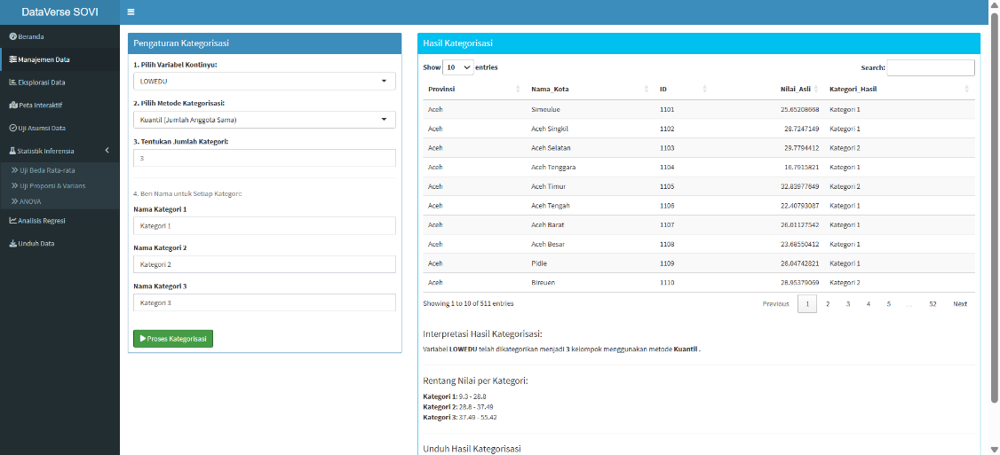 DataVerse SOVI
Beranda
Manajemen Data
Eksplorasi Data
Peta Interaktif
Uji Asumsi Data
Statistik Inferensia
Uji Beda Rata-rata
Uji Proporsi & Varians
ANOVA
Analisis Regresi
Unduh Data
Pengaturan Kategorisasi
1. Pilih Variabel Kontinyu:
LOWEDU
2. Pilih Metode Kategorisasi:
Kuantil (Jumlah Anggota Sama)
3. Tentukan Jumlah Kategori:
3
4. Beri Nama untuk Setiap Kategori:
Nama Kategori 1
Kategori 1
Nama Kategori 2
Kategori 2
Nama Kategori 3
Kategori 3
Proses Kategorisasi
Hasil Kategorisasi
Show 10 entries Search:
Provinsi Nama_Kota ID Nilai_Asli Kategori_Hasil
Aceh Simeulue 1101 25.65208668 Kategori 1
Aceh Aceh Singkil 1102 28.7247149 Kategori 1
Aceh Aceh Selatan 1103 29.7794412 Kategori 2
Aceh Aceh Tenggara 1104 16.7915821 Kategori 1
Aceh Aceh Timur 1105 32.83977649 Kategori 2
Aceh Aceh Tengah 1106 22.40793087 Kategori 1
Aceh Aceh Barat 1107 26.01127542 Kategori 1
Aceh Aceh Besar 1108 23.68550412 Kategori 1
Aceh Pidie 1109 26.04742821 Kategori 1
Aceh Bireuen 1110 28.95379069 Kategori 2
Showing 1 to 10 of 511 entries Previous 1 2 3 4 5 … 52 Next
Interpretasi Hasil Kategorisasi:
Variabel LOWEDU telah dikategorikan menjadi 3 kelompok menggunakan metode Kuantil .
Rentang Nilai per Kategori:
Kategori 1: 9.3 - 28.8
Kategori 2: 28.8 - 37.49
Kategori 3: 37.49 - 55.42
Unduh Hasil Kategorisasi